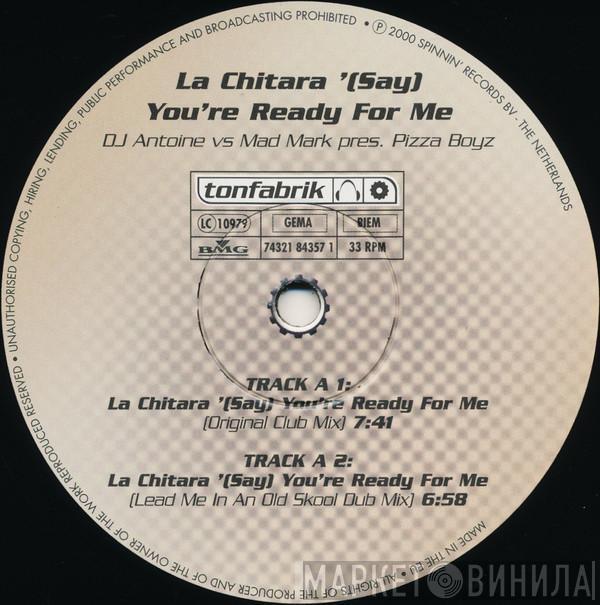 La Chitara '(Say)
You're Ready For Me
DJ Antoine vs Mad Mark pres. Pizza Boyz
tonfabrik
LC 10979 GEMA BIEM
BMG 74321 84357 1 33 RPM
TRACK A 1:
La Chitara '(Say) You're Ready For Me
(Original Club Mix) 7:41
TRACK A 2:
La Chitara '(Say) You're Ready For Me
(Lead Me In An Old Skool Dub Mix) 6:58
MADE IN THE EU • ALL RIGHTS OF THE PRODUCER AND OF THE OWNER OF THE WORK REPRODUCED RESERVED • UNAUTHORISED COPYING, HIRING, LENDING, PUBLIC PERFORMANCE AND BROADCASTING PROHIBITED • ℗ 2000 SPINNIN' RECORDS BV - THE NETHERLANDS
МАРКЕТ ВИНИЛА